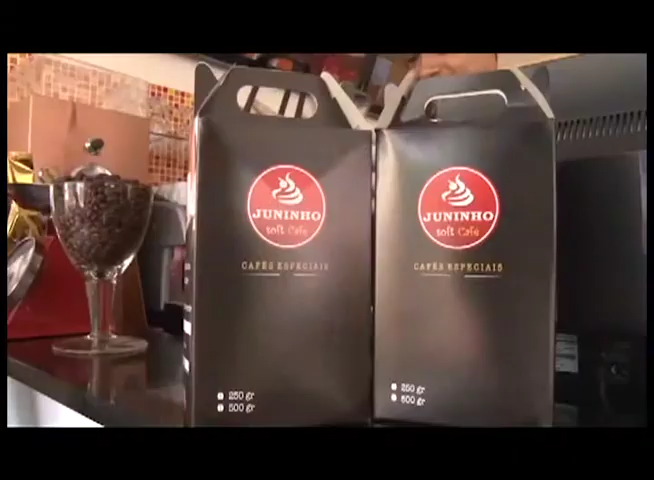 JUNINHO
soft Café
CAFÉS ESPECIAIS
250 gr
500 gr
JUNINHO
soft Café
CAFÉS ESPECIAIS
250 gr
500 gr